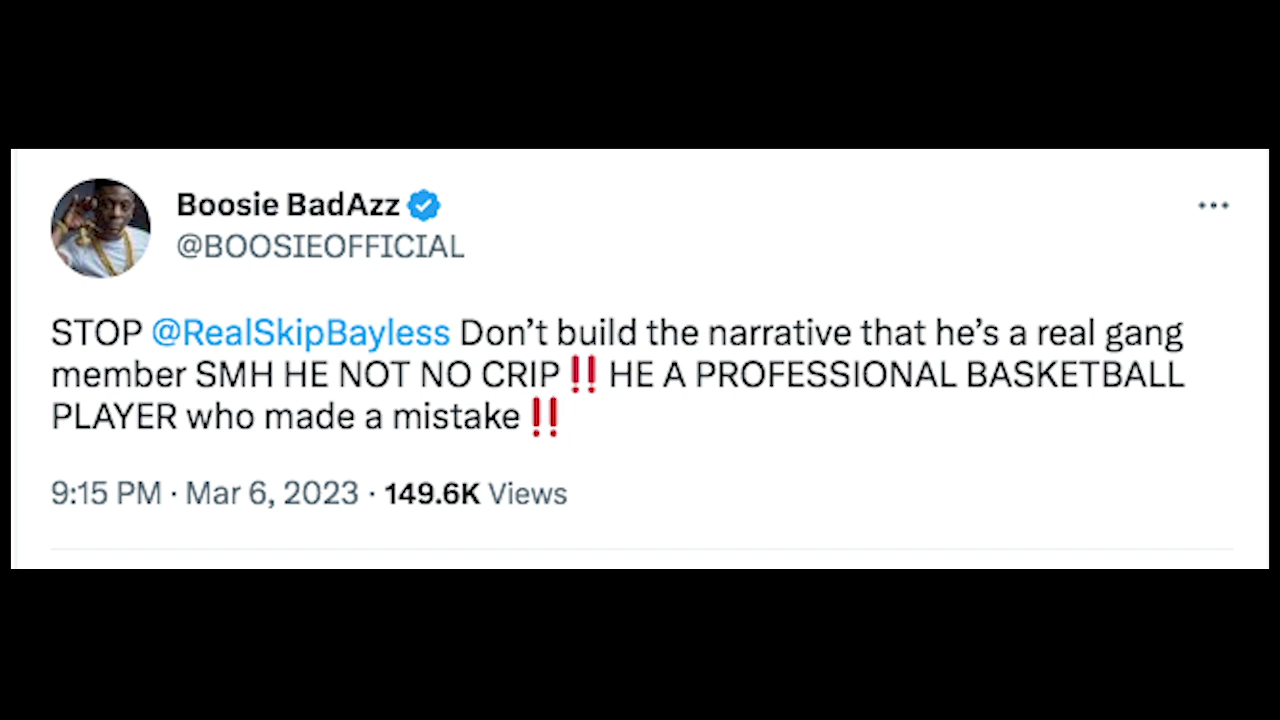 Boosie BadAzz
@BOOSIEOFFICIAL
STOP @RealSkipBayless Don’t build the narrative that he’s a real gang
member SMH HE NOT NO CRIP‼️ HE A PROFESSIONAL BASKETBALL
PLAYER who made a mistake‼️
9:15 PM · Mar 6, 2023 · 149.6K Views